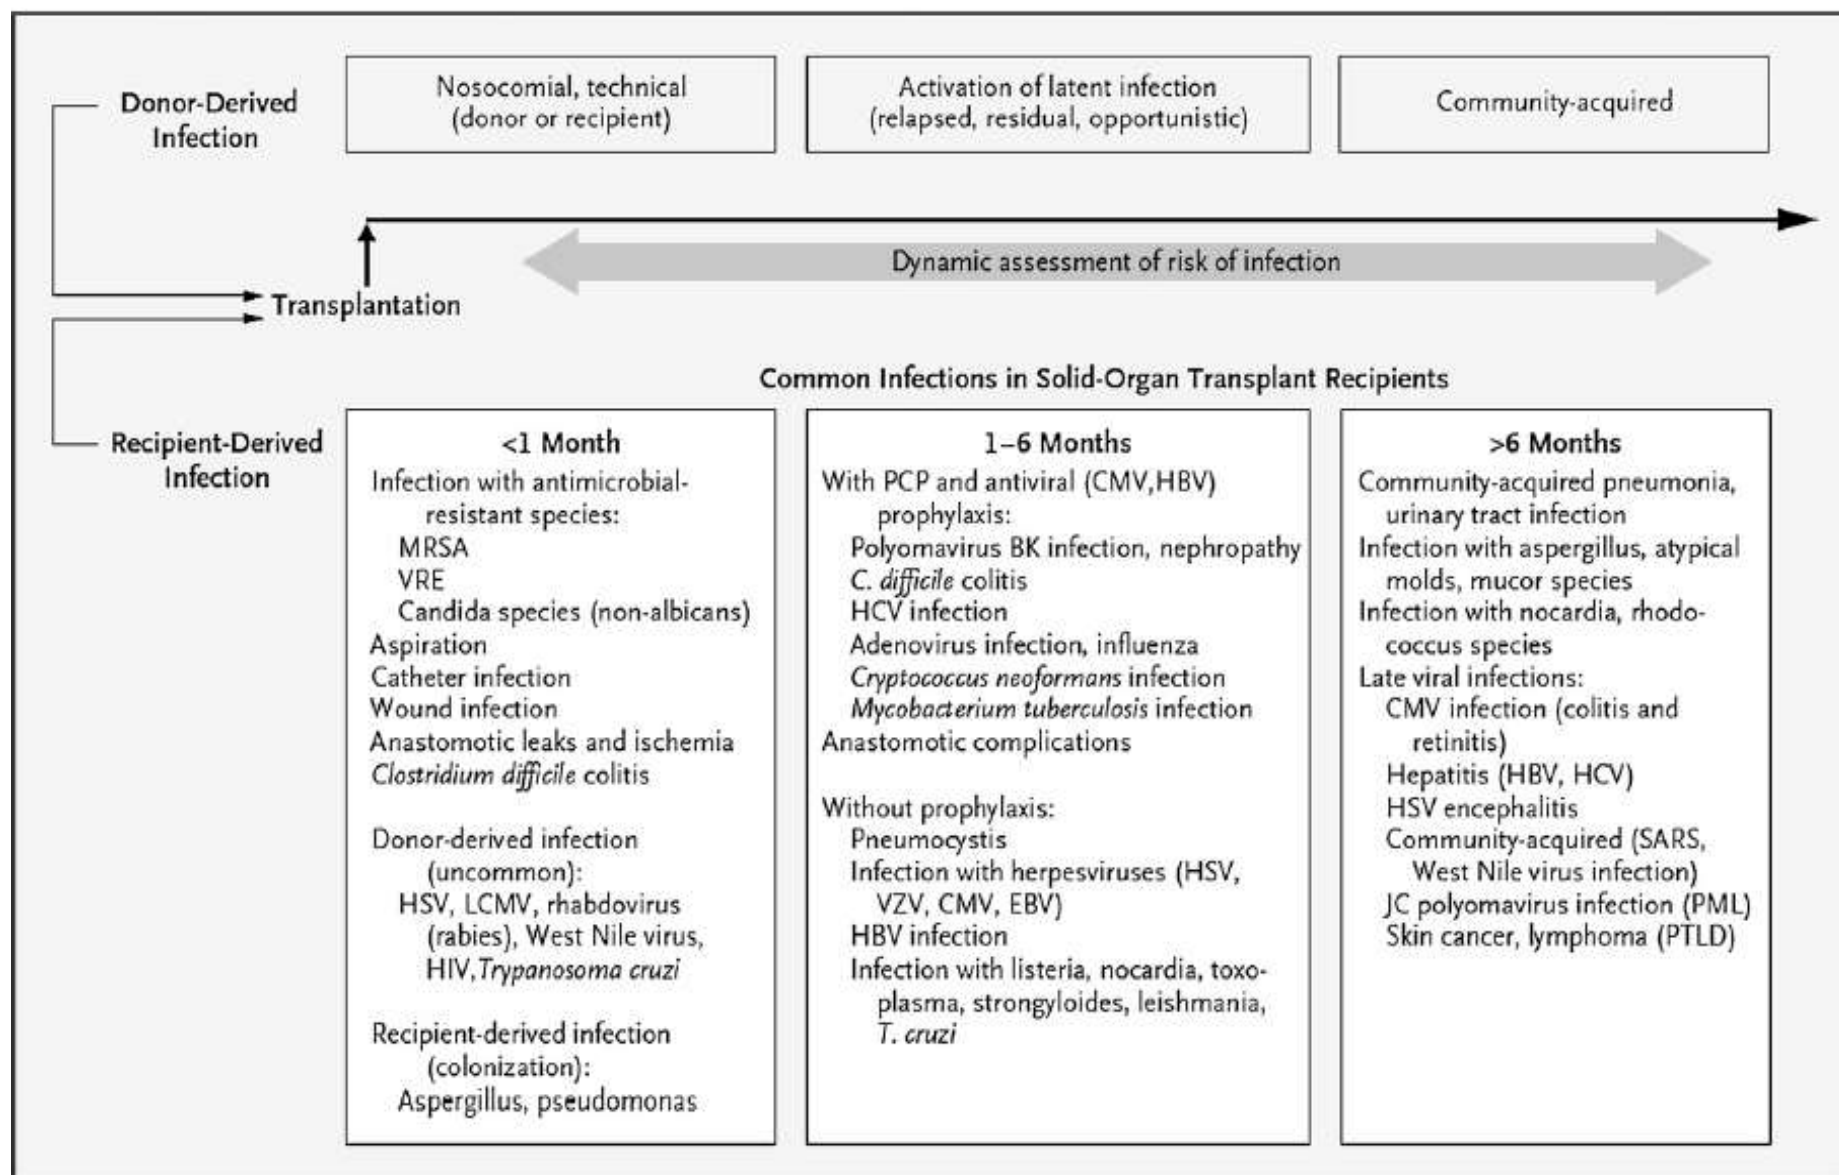 Donor-Derived
Infection
Nosocomial, technical
(donor or recipient)
Activation of latent infection
(relapsed, residual, opportunistic)
Community-acquired
Dynamic assessment of risk of infection
Transplantation
Common Infections in Solid-Organ Transplant Recipients
Recipient-Derived
Infection
<1 Month
Infection with antimicrobial-
resistant species:
MRSA
VRE
Candida species (non-albicans)
Aspiration
Catheter infection
Wound infection
Anastomotic leaks and ischemia
Clostridium difficile colitis
Donor-derived infection
(uncommon):
HSV, LCMV, rhabdovirus
(rabies), West Nile virus,
HIV, Trypanosoma cruzi
Recipient-derived infection
(colonization):
Aspergillus, pseudomonas
1–6 Months
With PCP and antiviral (CMV,HBV)
prophylaxis:
Polyomavirus BK infection, nephropathy
C. difficile colitis
HCV infection
Adenovirus infection, influenza
Cryptococcus neoformans infection
Mycobacterium tuberculosis infection
Anastomotic complications
Without prophylaxis:
Pneumocystis
Infection with herpesviruses (HSV,
VZV, CMV, EBV)
HBV infection
Infection with listeria, nocardia, toxo-
plasma, strongyloides, leishmania,
T. cruzi
>6 Months
Community-acquired pneumonia,
urinary tract infection
Infection with aspergillus, atypical
molds, mucor species
Infection with nocardia, rhodo-
coccus species
Late viral infections:
CMV infection (colitis and
retinitis)
Hepatitis (HBV, HCV)
HSV encephalitis
Community-acquired (SARS,
West Nile virus infection)
JC polyomavirus infection (PML)
Skin cancer, lymphoma (PTLD)